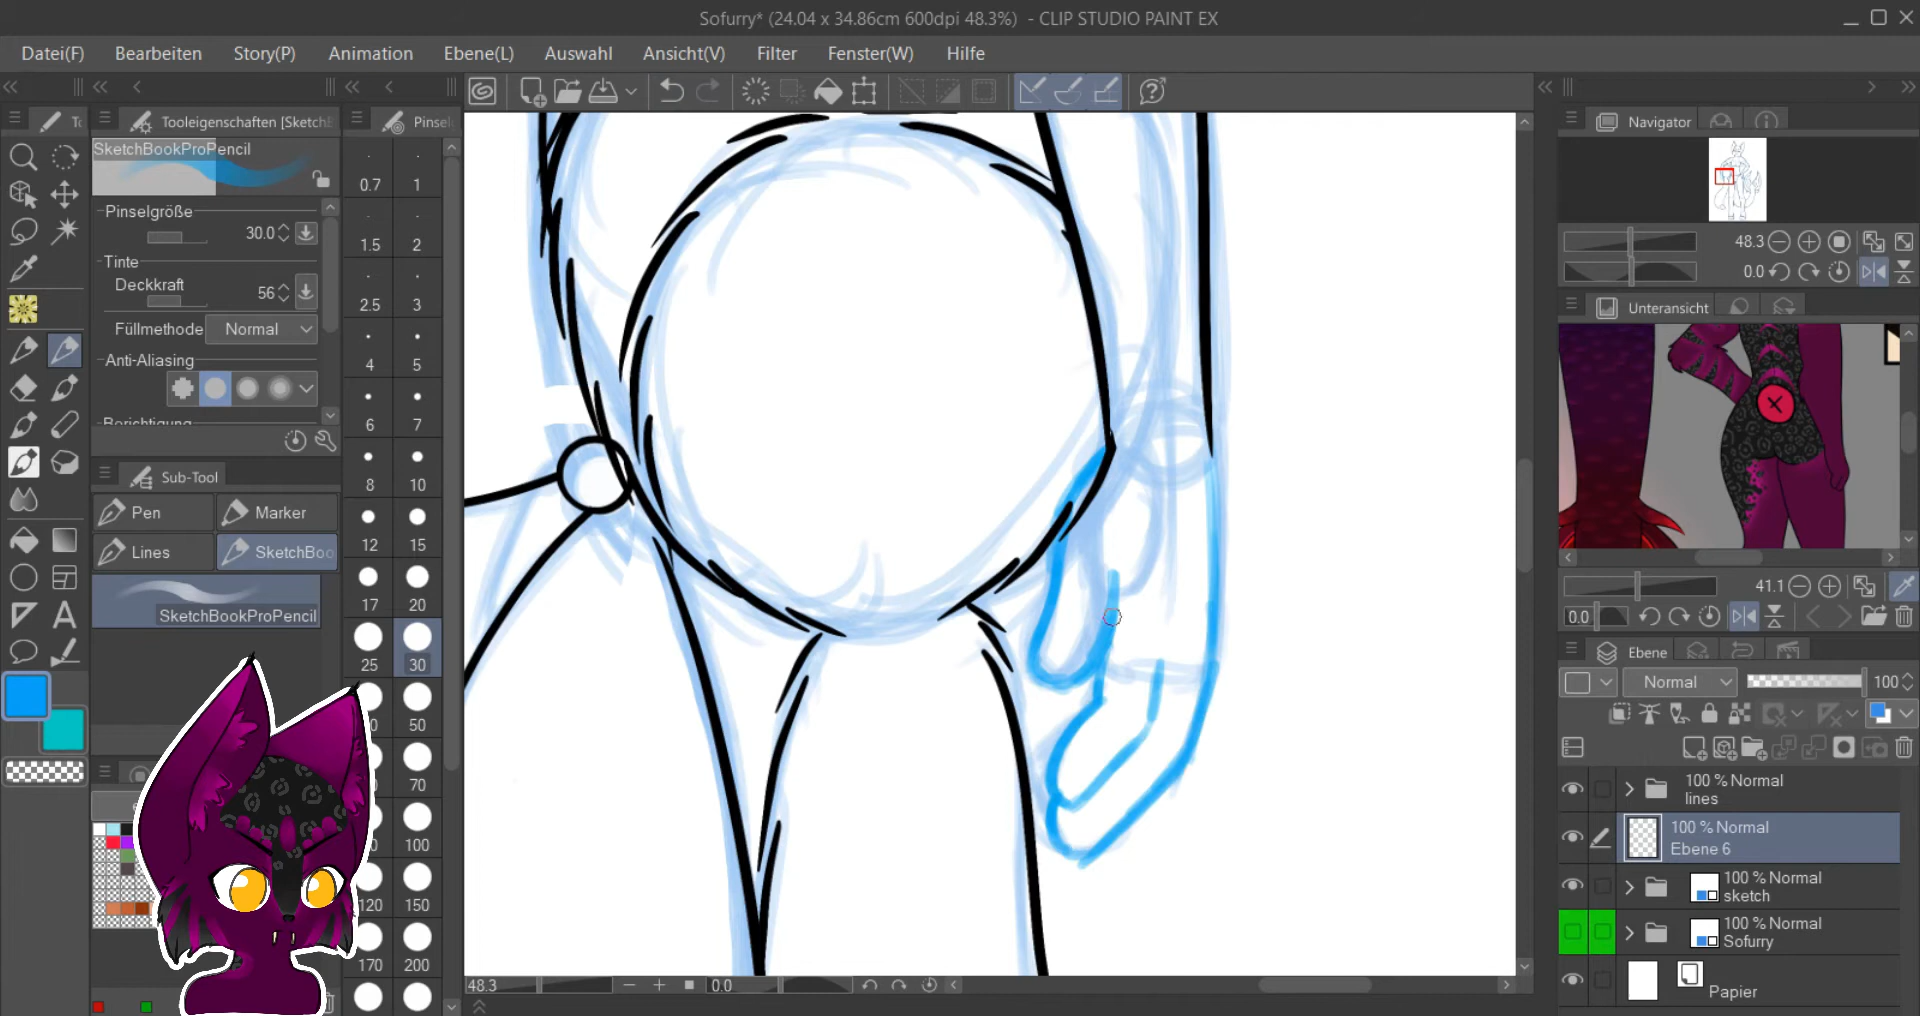 Sofurry* (24.04 x 34.86cm 600dpi 48.3%) - CLIP STUDIO PAINT EX
Datei(F) Bearbeiten Story(P) Animation Ebene(L) Auswahl Ansicht(V) Filter Fenster(W) Hilfe
Tooleigenschaften [Sketch
Pinsel
SketchBookProPencil
Pinselgröße
30.0
Tinte
Deckkraft
56
Füllmethode Normal
Anti-Aliasing
Sub-Tool
Pen Marker
Lines SketchBoo
SketchBookProPencil
0.7 1
1.5 2
2.5 3
4 5
6 7
8 10
12 15
17 20
25 30
50
70
100
120 150
170 200
48.3
0.0
Navigator
48.3
0.0
Unteransicht
41.1
0.0
Ebene
Normal 100
100 % Normal
lines
100 % Normal
Ebene 6
100 % Normal
sketch
100 % Normal
Sofurry
Papier